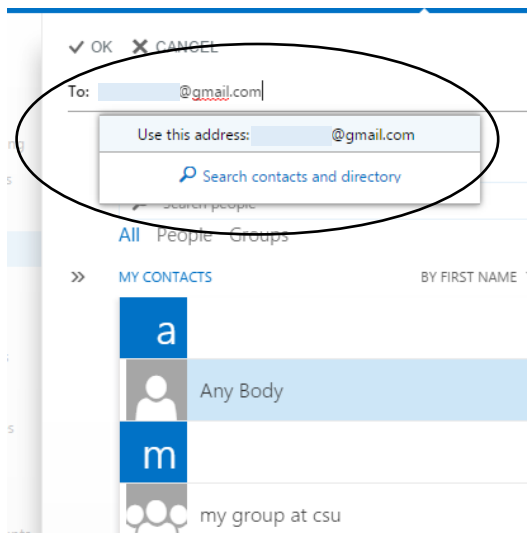 OK CANCEL
To: @gmail.com
Use this address: @gmail.com
Search contacts and directory
Search people
All People Groups
MY CONTACTS BY FIRST NAME
a
Any Body
m
my group at csu